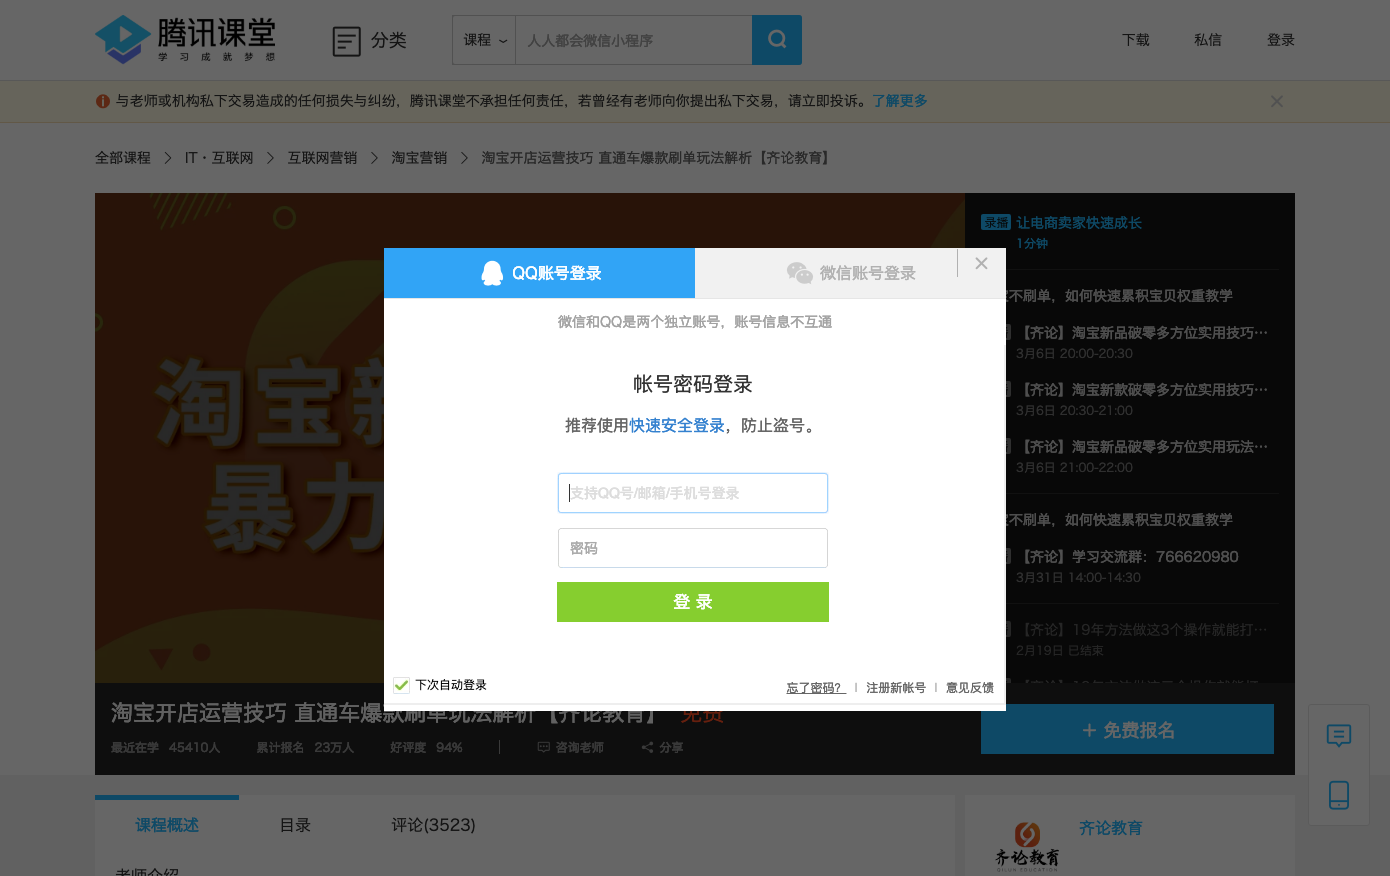 腾讯课堂
学习成就梦想
分类
课程
人人都会微信小程序
下载
私信
登录
与老师或机构私下交易造成的任何损失与纠纷，腾讯课堂不承担任何责任，若曾经有老师向你提出私下交易，请立即投诉。了解更多
全部课程 > IT·互联网 > 互联网营销 > 淘宝营销 > 淘宝开店运营技巧 直通车爆款刷单玩法解析【齐论教育】
淘宝新
暴力
录播 让电商卖家快速成长
1分钟
不刷单，如何快速累积宝贝权重教学
【齐论】淘宝新品破零多方位实用技巧…
3月6日 20:00-20:30
【齐论】淘宝新款破零多方位实用技巧…
3月6日 20:30-21:00
【齐论】淘宝新品破零多方位实用玩法…
3月6日 21:00-22:00
不刷单，如何快速累积宝贝权重教学
【齐论】学习交流群：766620980
3月31日 14:00-14:30
【齐论】19年方法做这3个操作就能打…
2月19日 已结束
QQ账号登录
微信账号登录
微信和QQ是两个独立账号，账号信息不互通
帐号密码登录
推荐使用快速安全登录，防止盗号。
支持QQ号/邮箱/手机号登录
密码
登 录
下次自动登录
忘了密码？ | 注册新帐号 | 意见反馈
淘宝开店运营技巧 直通车爆款刷单玩法解析【齐论教育】 免费
最近在学 45410人 累计报名 23万人 好评度 94% | 咨询老师 分享
+ 免费报名
课程概述
目录
评论(3523)
老师介绍
齐论教育
QILUN EDUCATION
齐论教育